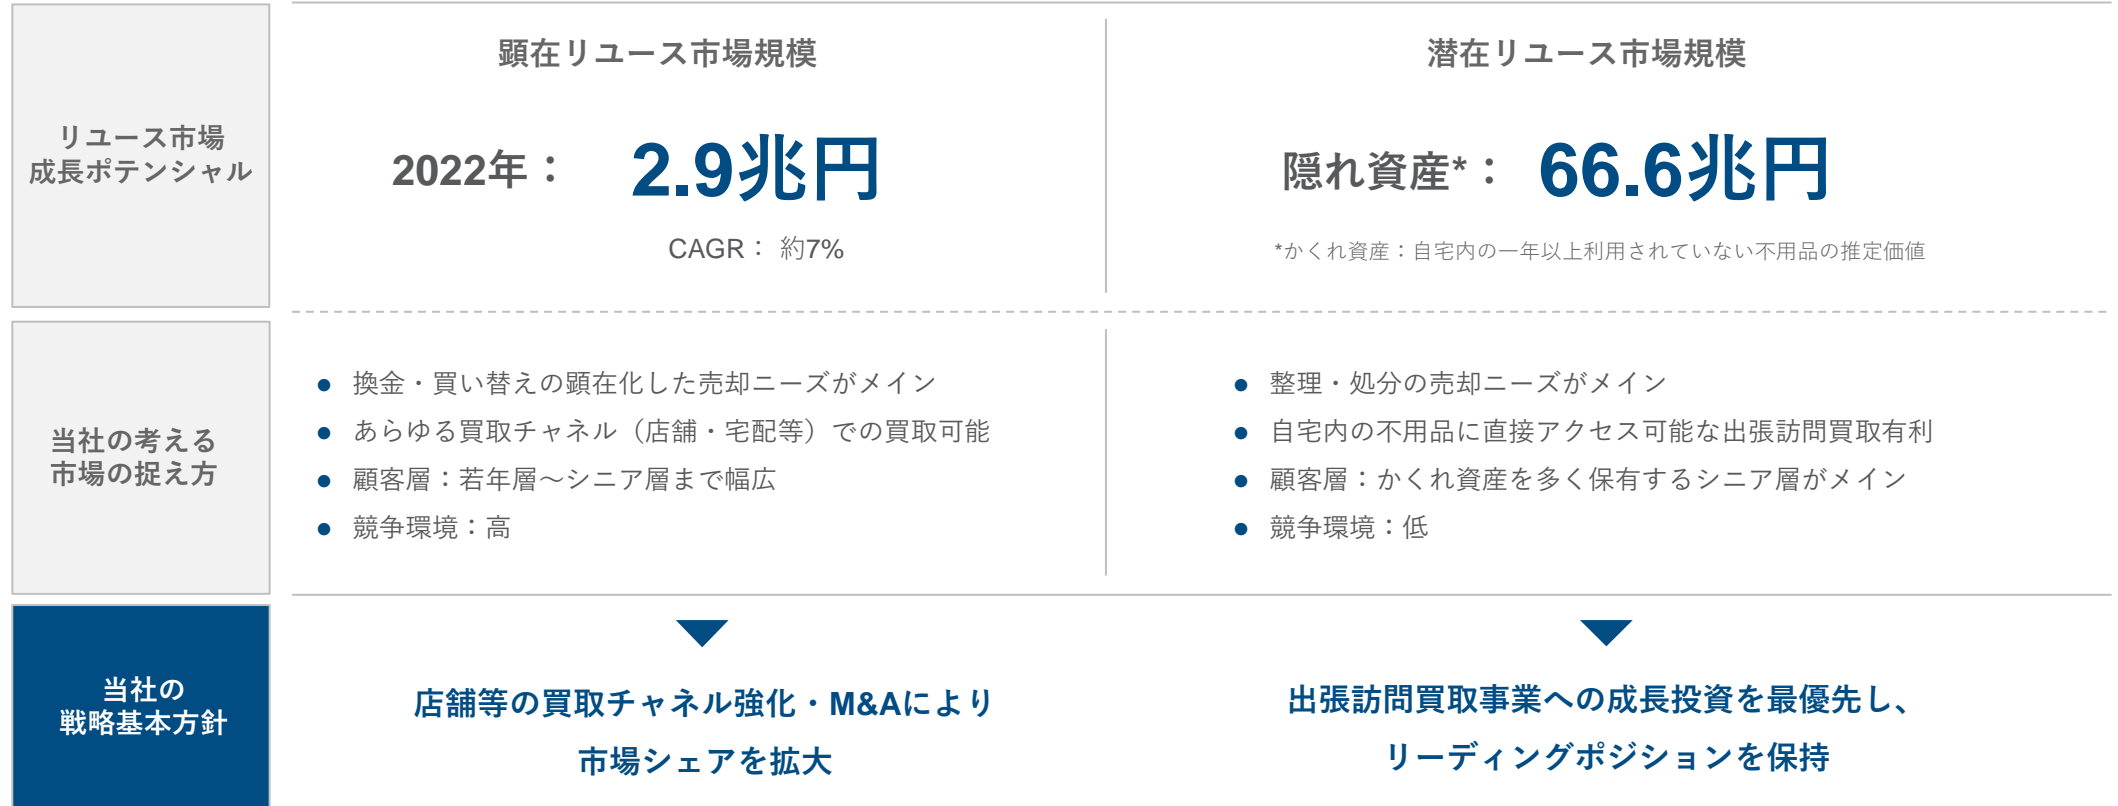 リユース市場
成長ポテンシャル
顕在リユース市場規模
2022年： 2.9兆円
CAGR： 約7%
潜在リユース市場規模
隠れ資産*： 66.6兆円
*かくれ資産：自宅内の一年以上利用されていない不用品の推定価値
当社の考える
市場の捉え方
● 換金・買い替えの顕在化した売却ニーズがメイン
● あらゆる買取チャネル（店舗・宅配等）での買取可能
● 顧客層：若年層～シニア層まで幅広
● 競争環境：高
● 整理・処分の売却ニーズがメイン
● 自宅内の不用品に直接アクセス可能な出張訪問買取有利
● 顧客層：かくれ資産を多く保有するシニア層がメイン
● 競争環境：低
当社の
戦略基本方針
店舗等の買取チャネル強化・M&Aにより
市場シェアを拡大
出張訪問買取事業への成長投資を最優先し、
リーディングポジションを保持